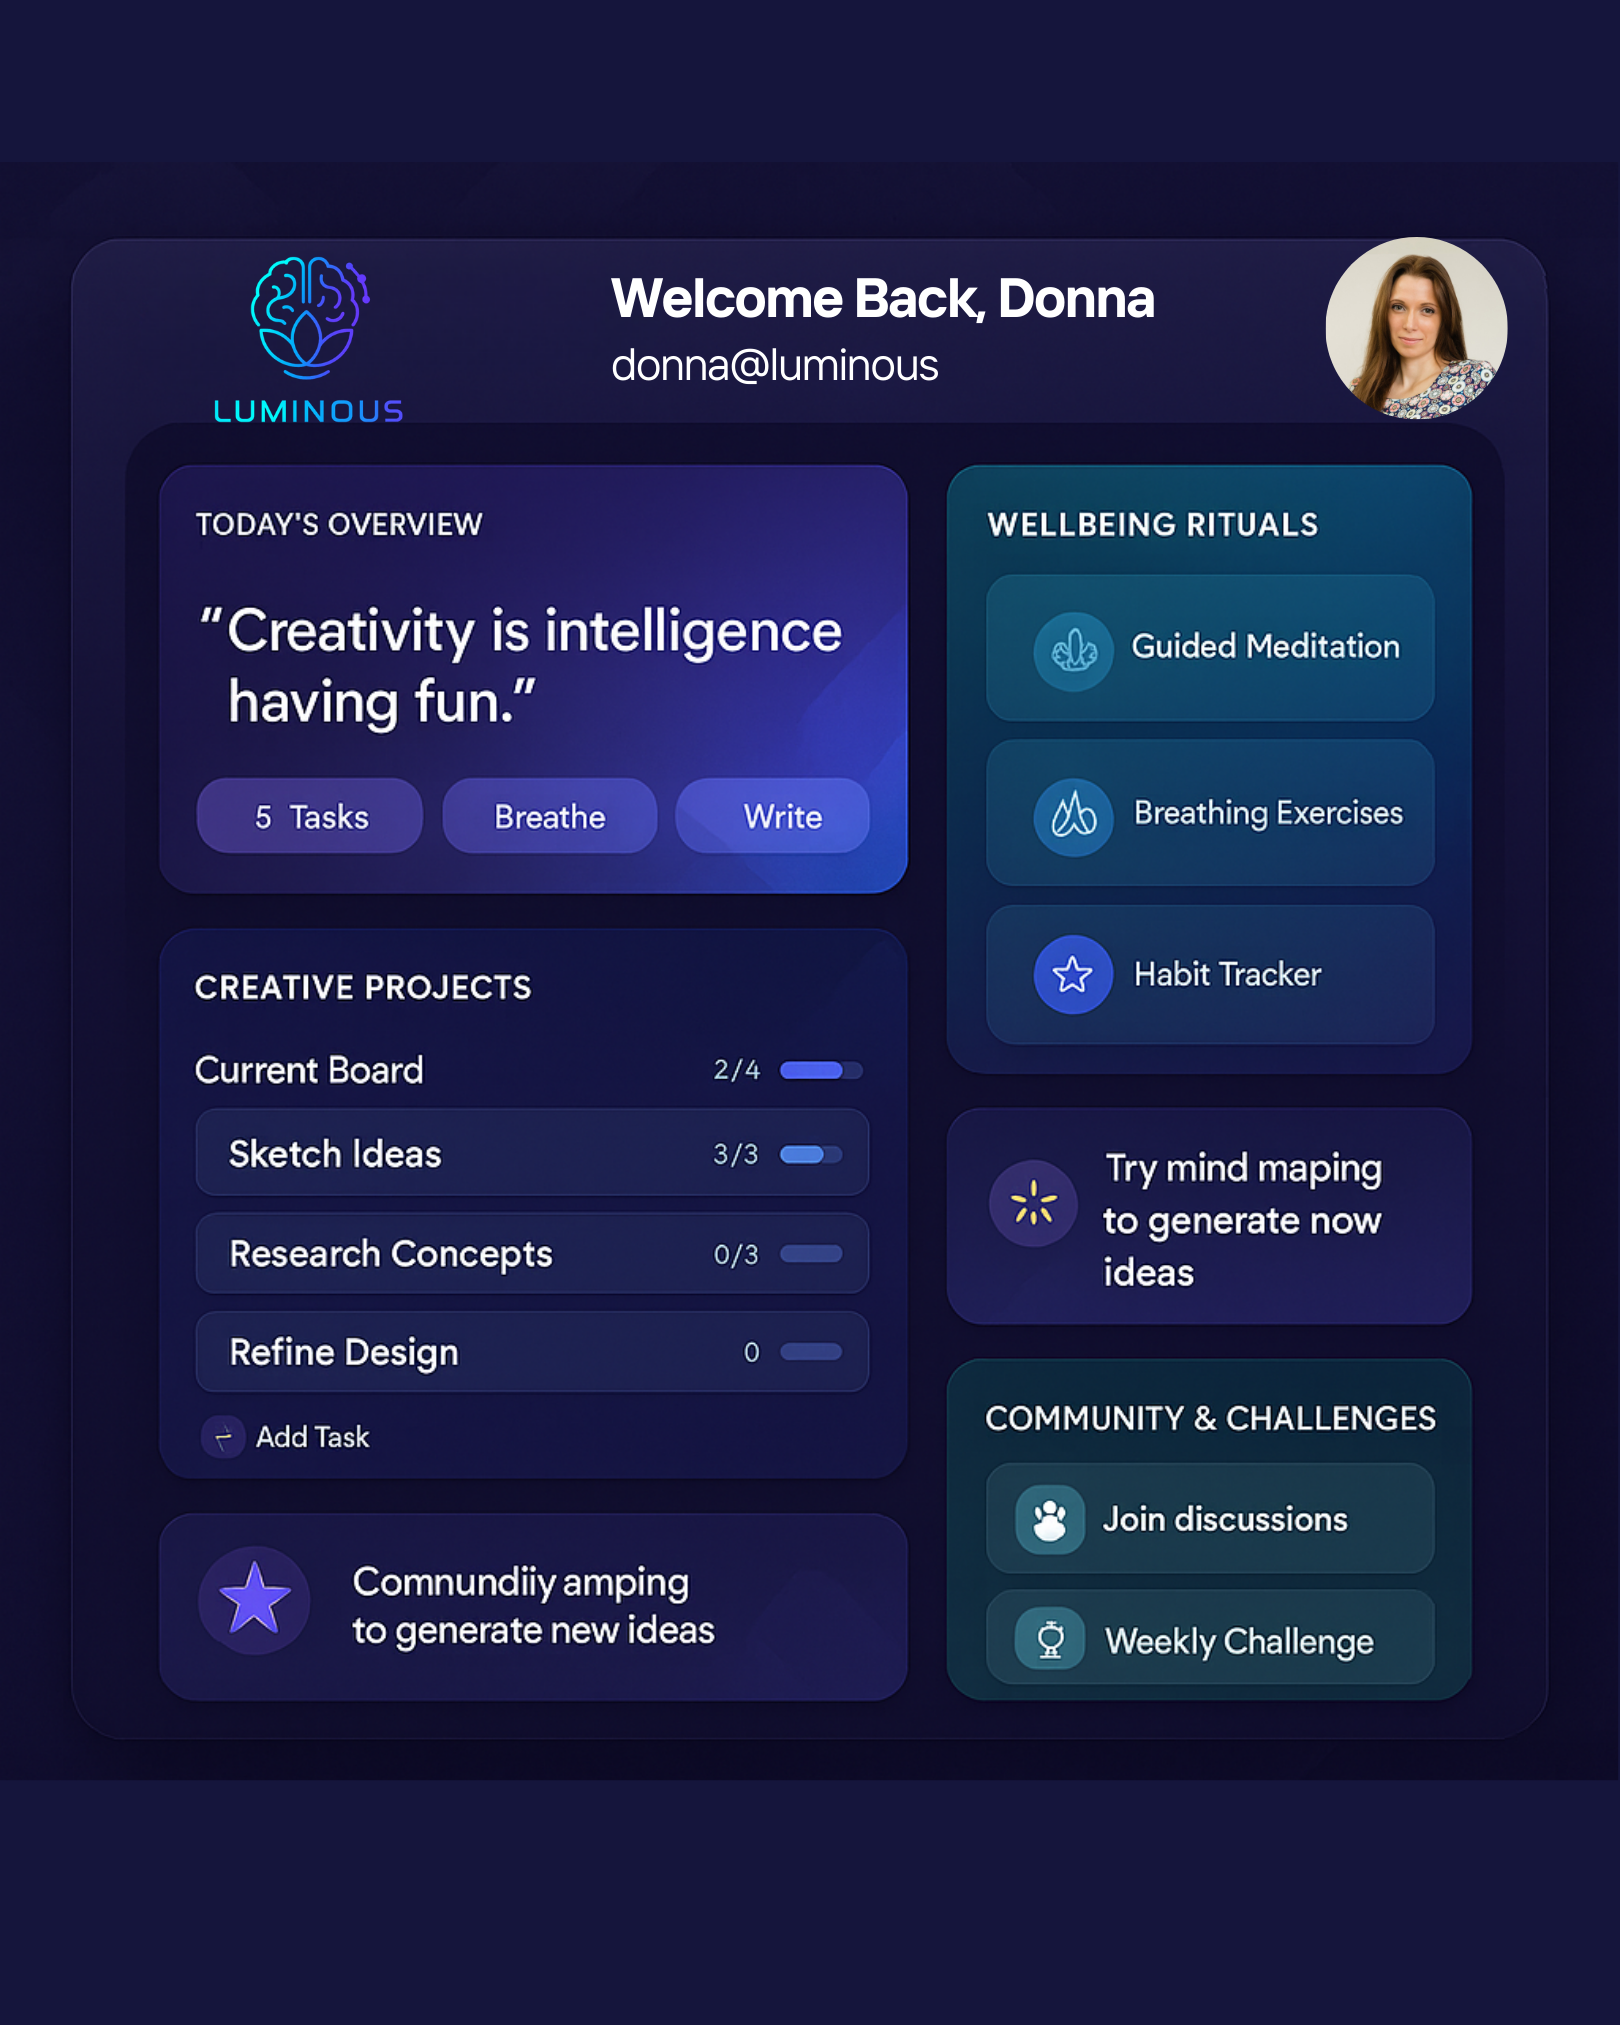 LUMINOUS
Welcome Back, Donna
donna@luminous
TODAY'S OVERVIEW
“Creativity is intelligence
having fun.”
5 Tasks
Breathe
Write
CREATIVE PROJECTS
Current Board 2/4
Sketch Ideas 3/3
Research Concepts 0/3
Refine Design 0
Add Task
Comnundiiy amping
to generate new ideas
WELLBEING RITUALS
Guided Meditation
Breathing Exercises
Habit Tracker
Try mind maping
to generate now
ideas
COMMUNITY & CHALLENGES
Join discussions
Weekly Challenge